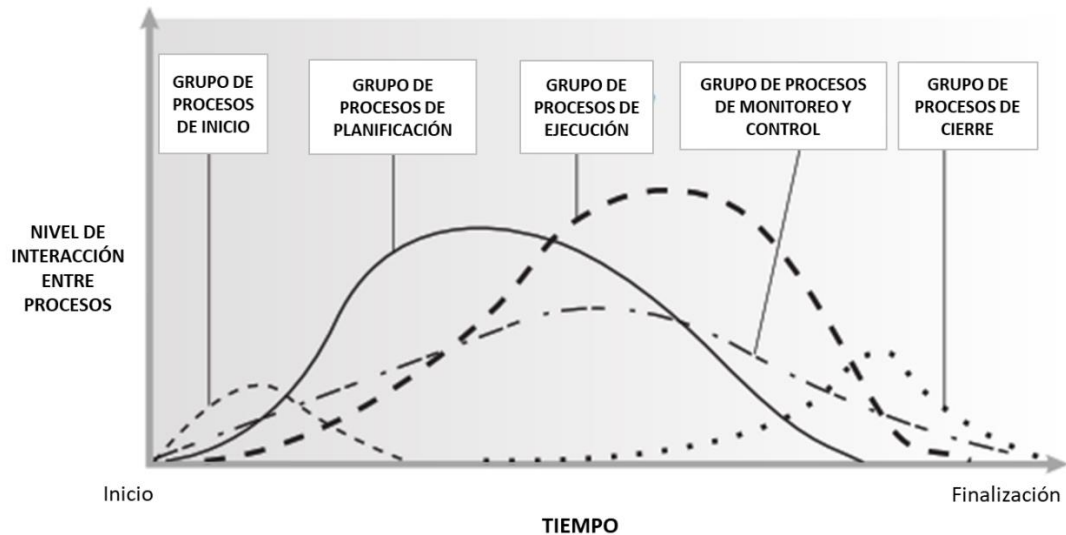 GRUPO DE
PROCESOS
DE INICIO
GRUPO DE
PROCESOS DE
PLANIFICACIÓN
GRUPO DE
PROCESOS DE
EJECUCIÓN
GRUPO DE PROCESOS
DE MONITOREO Y
CONTROL
GRUPO DE
PROCESOS DE
CIERRE
NIVEL DE
INTERACCIÓN
ENTRE
PROCESOS
Inicio
Finalización
TIEMPO